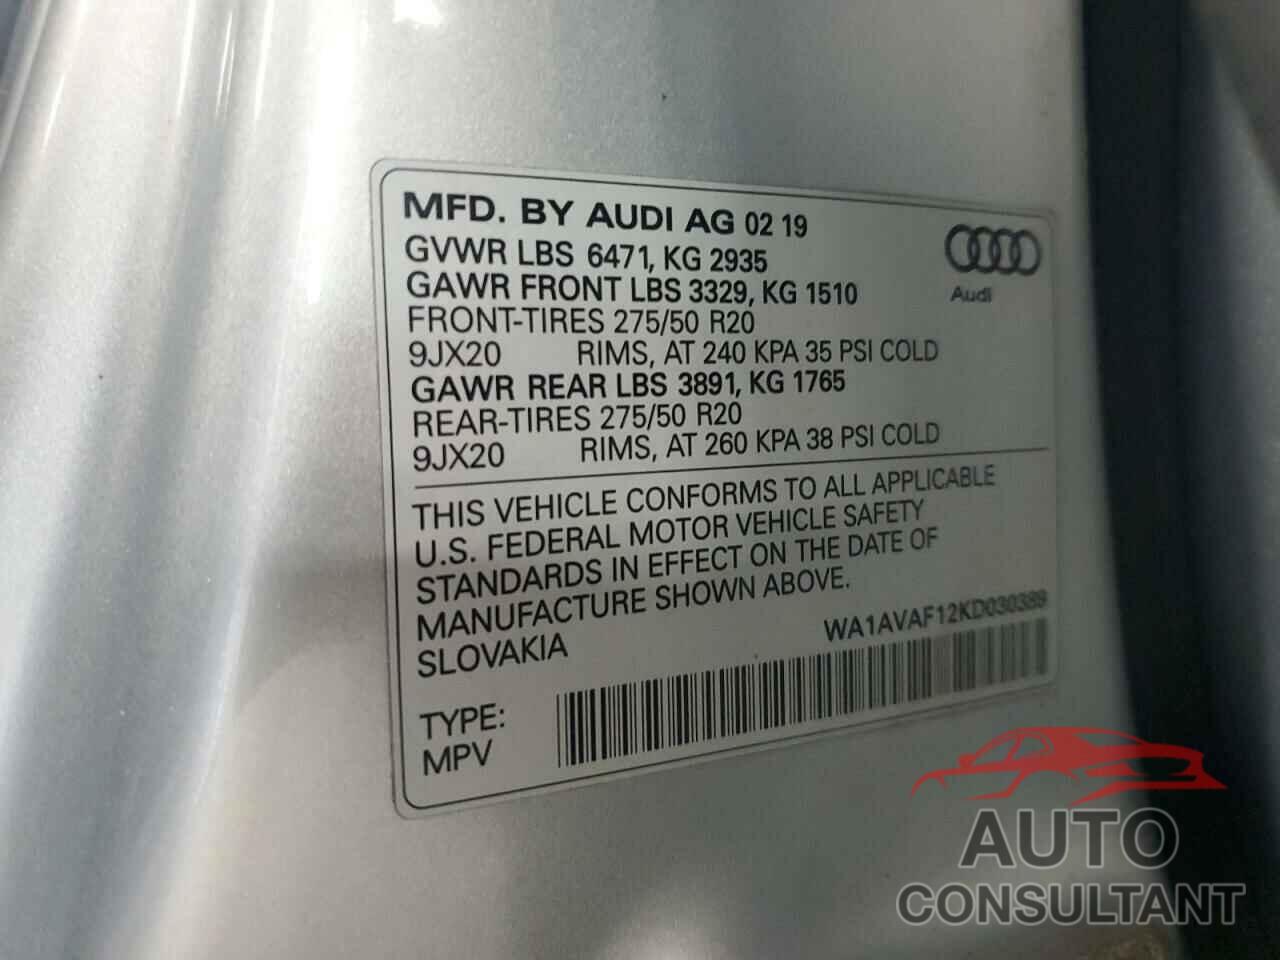 MFD. BY AUDI AG 02 19
GVWR LBS 6471, KG 2935
GAWR FRONT LBS 3329, KG 1510
FRONT-TIRES 275/50 R20
9JX20 RIMS, AT 240 KPA 35 PSI COLD
GAWR REAR LBS 3891, KG 1765
REAR-TIRES 275/50 R20
9JX20 RIMS, AT 260 KPA 38 PSI COLD
Audi
THIS VEHICLE CONFORMS TO ALL APPLICABLE
U.S. FEDERAL MOTOR VEHICLE SAFETY
STANDARDS IN EFFECT ON THE DATE OF
MANUFACTURE SHOWN ABOVE.
SLOVAKIA
WA1AVAF12KD030389
TYPE:
MPV
AUTO
CONSULTANT